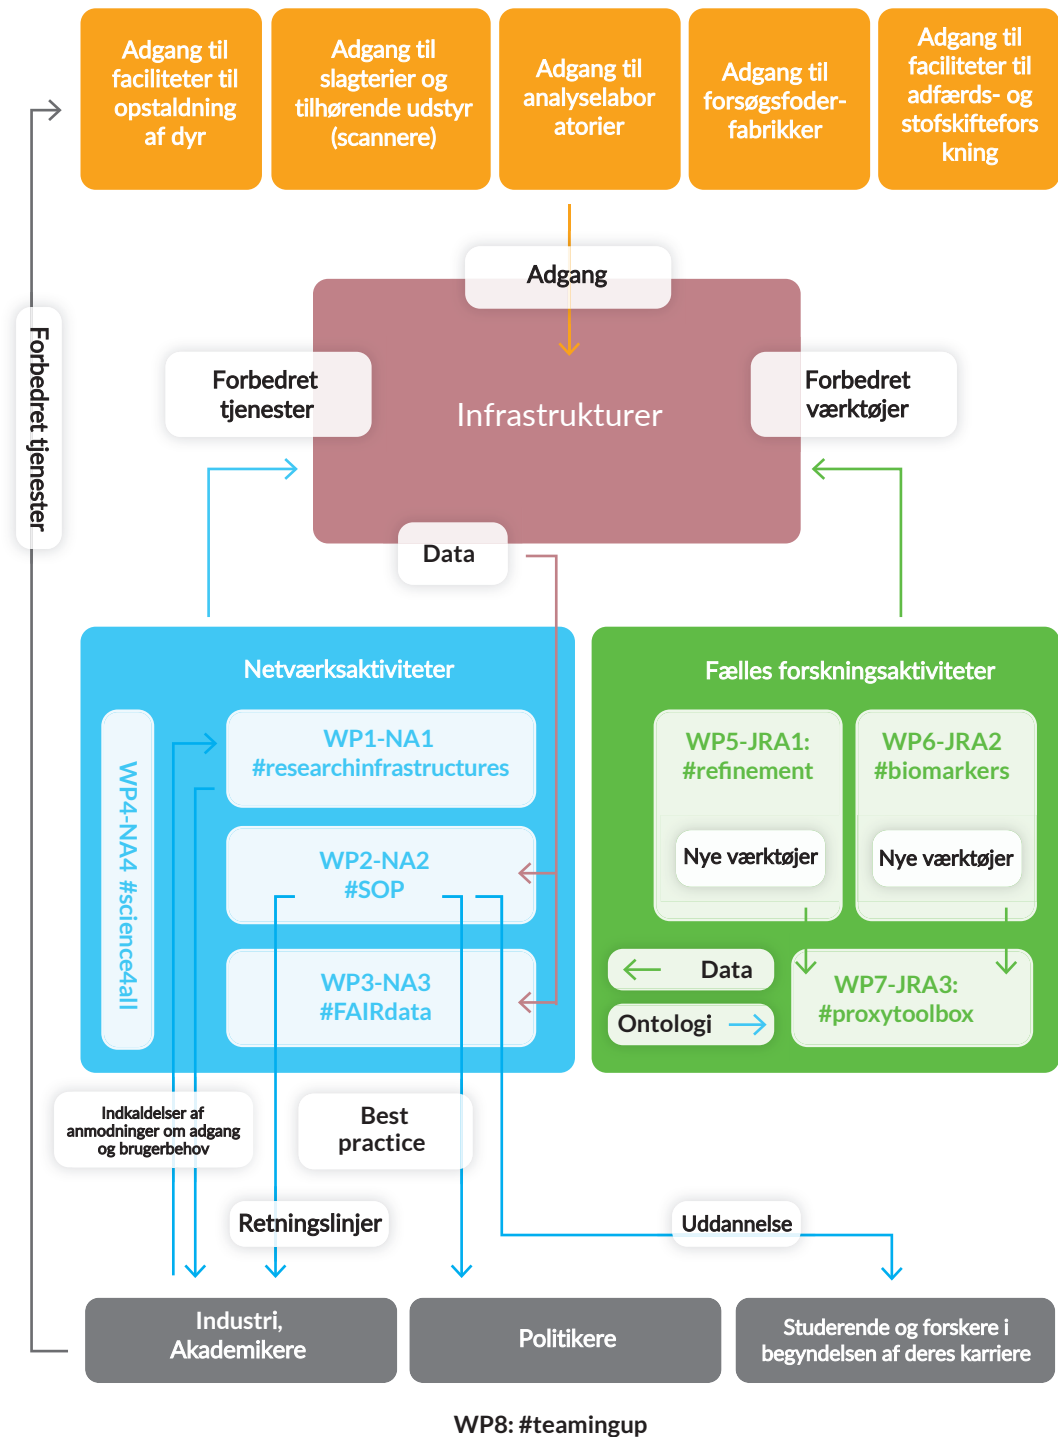 Adgang til
faciliteter til
opstaldning
af dyr
Adgang til
slagterier og
tilhørende udstyr
(scannere)
Adgang til
analyselabor
atorier
Adgang til
forsøgsfoder-
fabrikker
Adgang til
faciliteter til
adfærds- og
stofskiftefors
kning
Adgang
Forbedret tjenester
Forbedret
tjenester
Infrastrukturer
Forbedret
værktøjer
Data
Netværksaktiviteter
WP4-NA4 #science4all
WP1-NA1
#researchinfrastructures
WP2-NA2
#SOP
WP3-NA3
#FAIRdata
Fælles forskningsaktiviteter
WP5-JRA1:
#refinement
Nye værktøjer
WP6-JRA2
#biomarkers
Nye værktøjer
Data
Ontologi
WP7-JRA3:
#proxytoolbox
Indkaldelser af
anmodninger om adgang
og brugerbehov
Best
practice
Retningslinjer
Uddannelse
Industri,
Akademikere
Politikere
Studerende og forskere i
begyndelsen af deres karriere
WP8: #teamingup